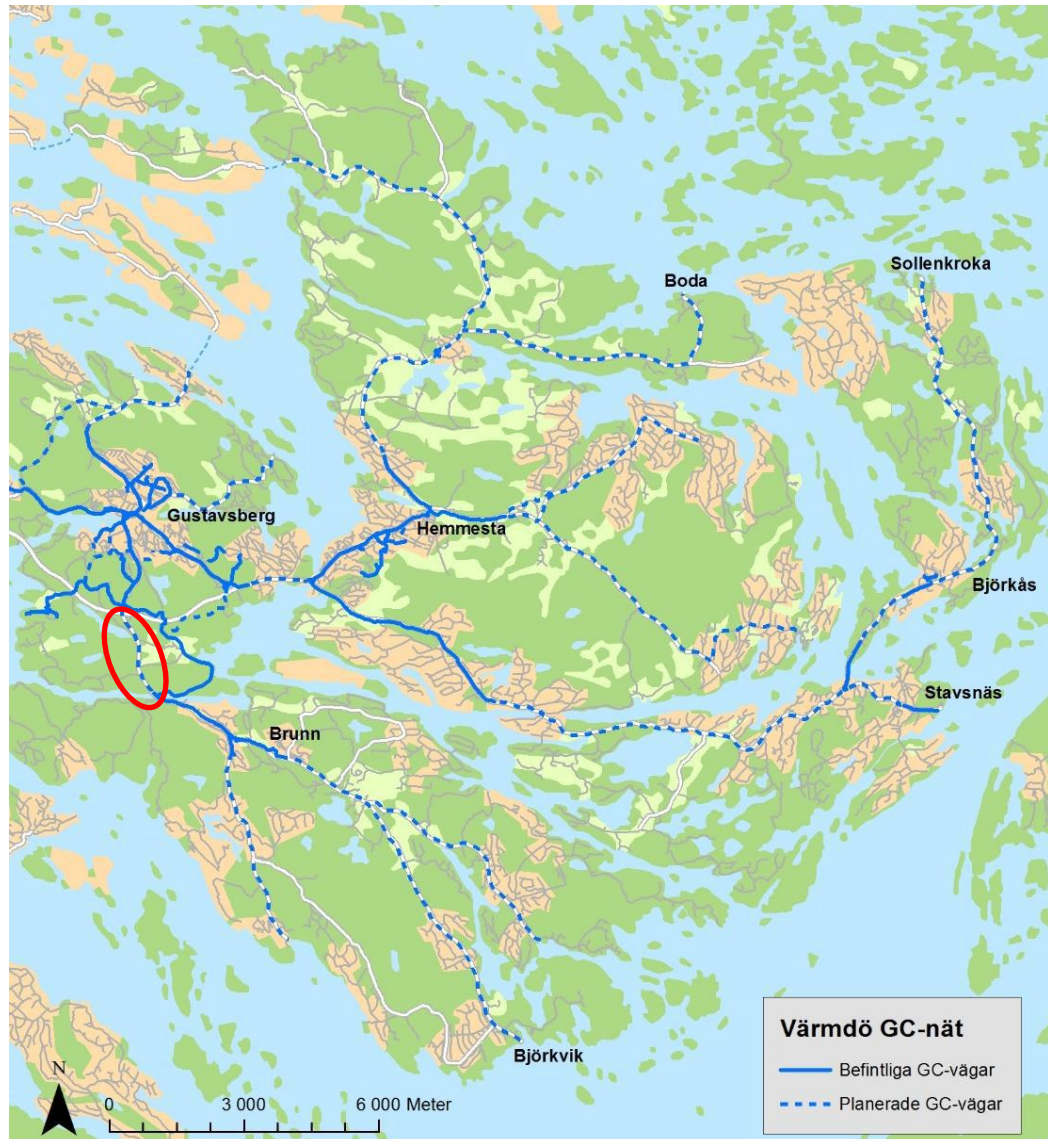 Sollenkroka
Boda
Gustavsberg
Hemmesta
Björkås
Stavsnäs
Brunn
Björkvik
Värmdö GC-nät
Befintliga GC-vägar
Planerade GC-vägar
N
0 3 000 6 000 Meter